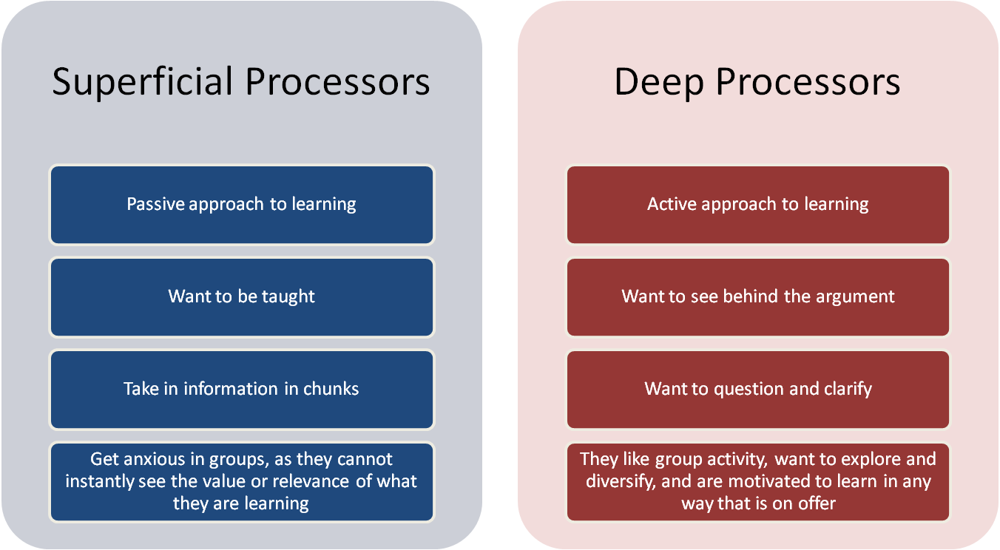 Superficial Processors
Passive approach to learning
Want to be taught
Take in information in chunks
Get anxious in groups, as they cannot
instantly see the value or relevance of what
they are learning
Deep Processors
Active approach to learning
Want to see behind the argument
Want to question and clarify
They like group activity, want to explore and
diversify, and are motivated to learn in any
way that is on offer